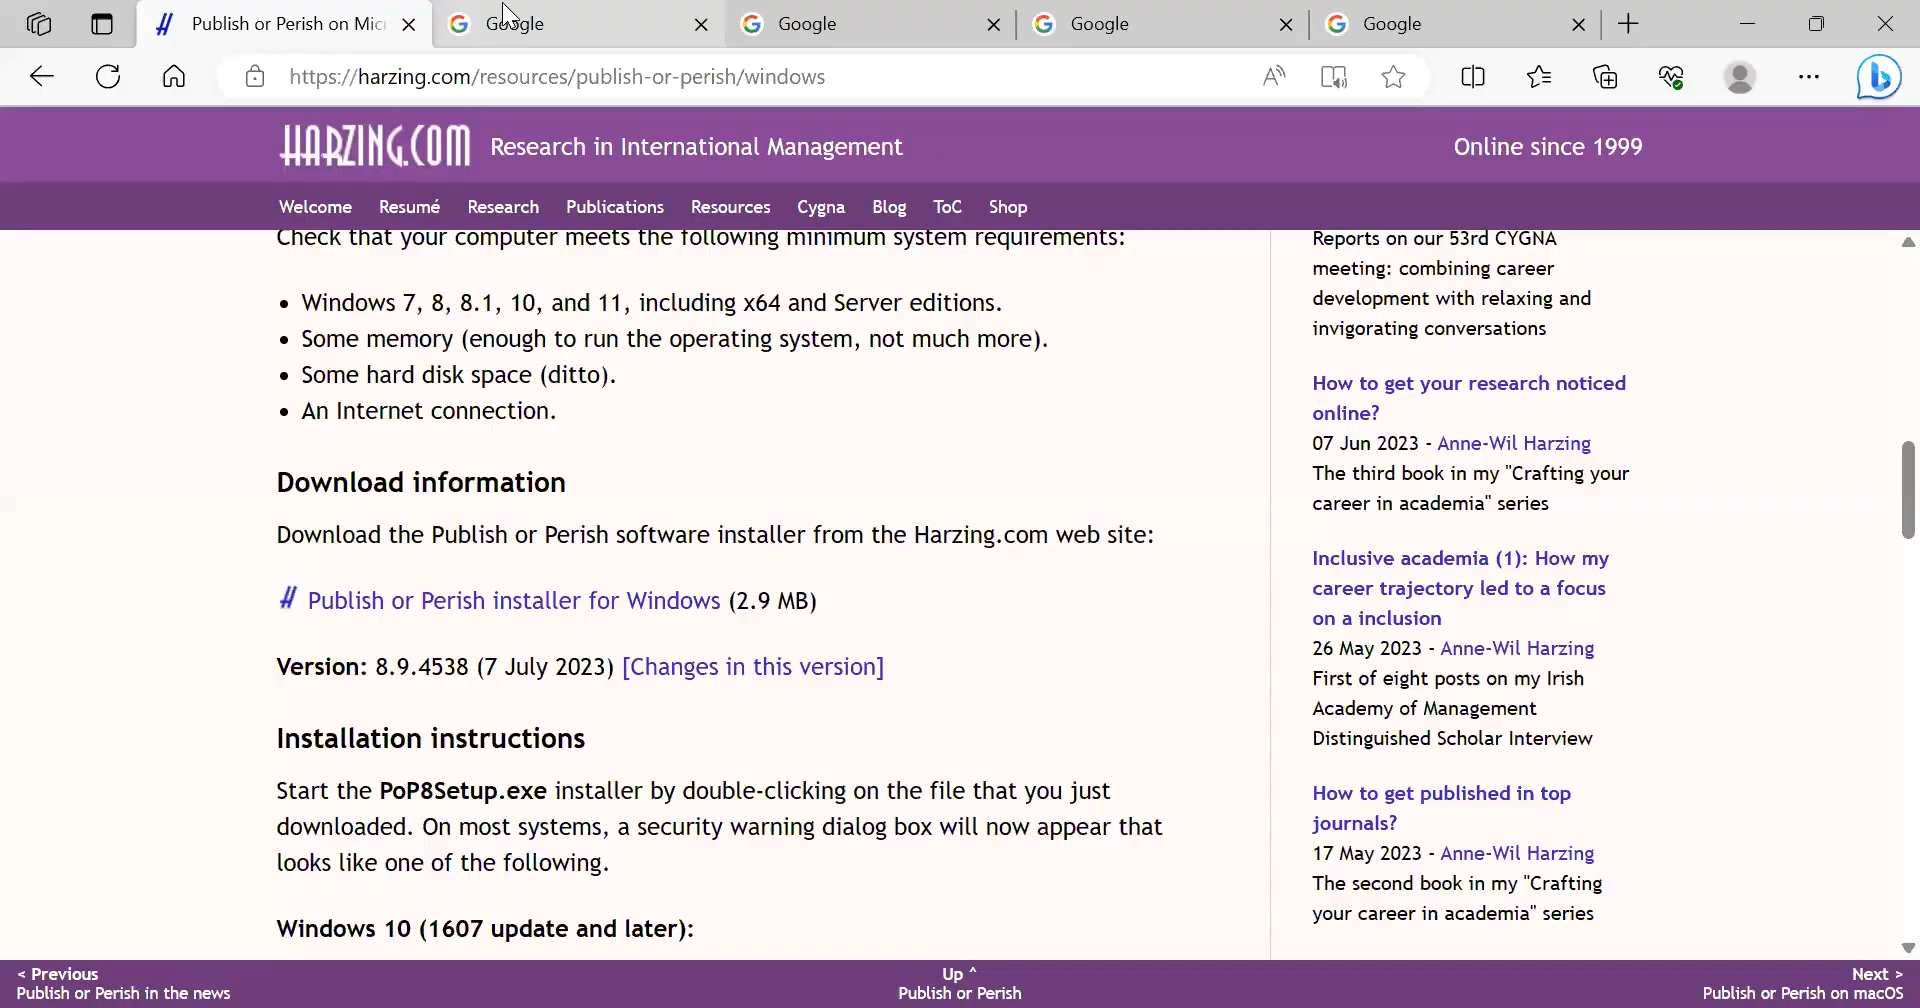 Publish or Perish on Mic
Google
Google
Google
Google
https://harzing.com/resources/publish-or-perish/windows
HARZING.COM Research in International Management
Online since 1999
Welcome Resumé Research Publications Resources Cygna Blog ToC Shop
Check that your computer meets the following minimum system requirements:
• Windows 7, 8, 8.1, 10, and 11, including x64 and Server editions.
• Some memory (enough to run the operating system, not much more).
• Some hard disk space (ditto).
• An Internet connection.
Download information
Download the Publish or Perish software installer from the Harzing.com web site:
Publish or Perish installer for Windows (2.9 MB)
Version: 8.9.4538 (7 July 2023) [Changes in this version]
Installation instructions
Start the PoP8Setup.exe installer by double-clicking on the file that you just
downloaded. On most systems, a security warning dialog box will now appear that
looks like one of the following.
Windows 10 (1607 update and later):
Reports on our 53rd CYGNA
meeting: combining career
development with relaxing and
invigorating conversations
How to get your research noticed
online?
07 Jun 2023 - Anne-Wil Harzing
The third book in my "Crafting your
career in academia" series
Inclusive academia (1): How my
career trajectory led to a focus
on a inclusion
26 May 2023 - Anne-Wil Harzing
First of eight posts on my Irish
Academy of Management
Distinguished Scholar Interview
How to get published in top
journals?
17 May 2023 - Anne-Wil Harzing
The second book in my "Crafting
your career in academia" series
< Previous
Publish or Perish in the news
Up ^
Publish or Perish
Next >
Publish or Perish on macOS